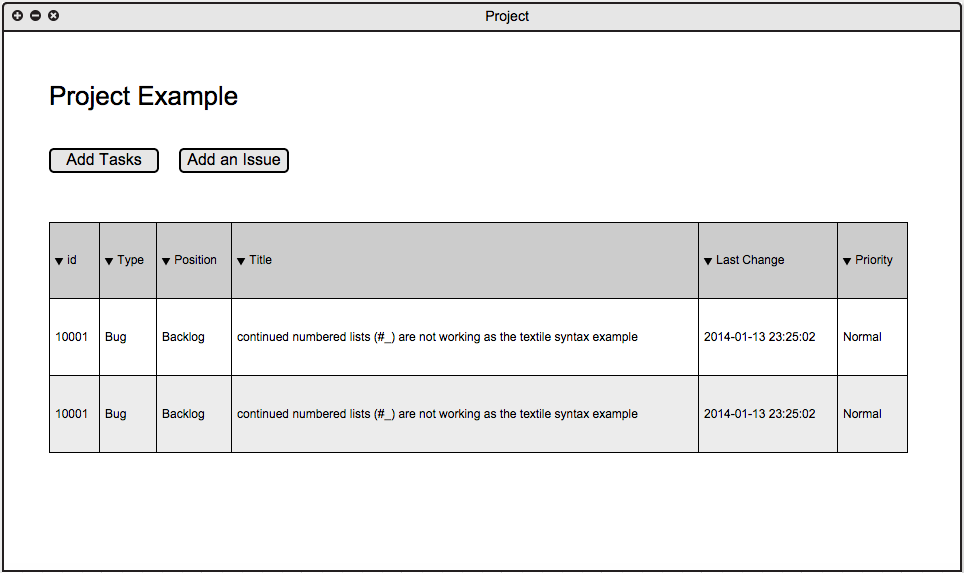 Project
Project Example
Add Tasks Add an Issue
id Type Position Title Last Change Priority
10001 Bug Backlog continued numbered lists (#_) are not working as the textile syntax example 2014-01-13 23:25:02 Normal
10001 Bug Backlog continued numbered lists (#_) are not working as the textile syntax example 2014-01-13 23:25:02 Normal